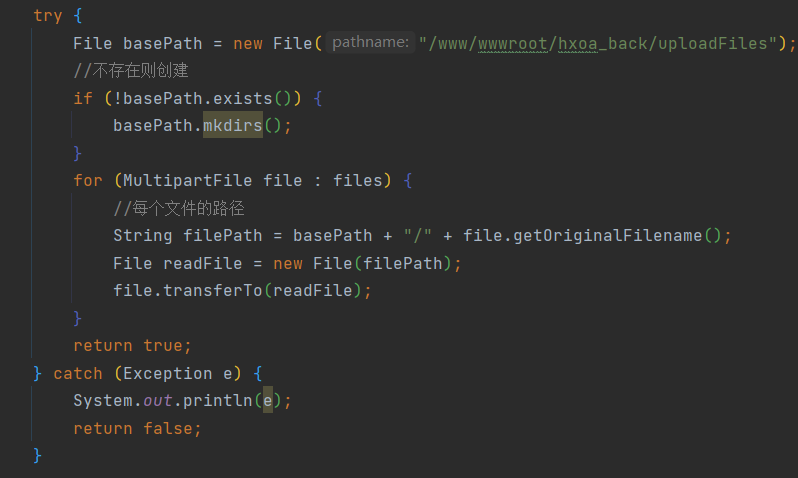 try {
File basePath = new File( pathname: "/www/wwwroot/hxoa_back/uploadFiles");
//不存在则创建
if (!basePath.exists()) {
basePath.mkdirs();
}
for (MultipartFile file : files) {
//每个文件的路径
String filePath = basePath + "/" + file.getOriginalFilename();
File readFile = new File(filePath);
file.transferTo(readFile);
}
return true;
} catch (Exception e) {
System.out.println(e);
return false;
}